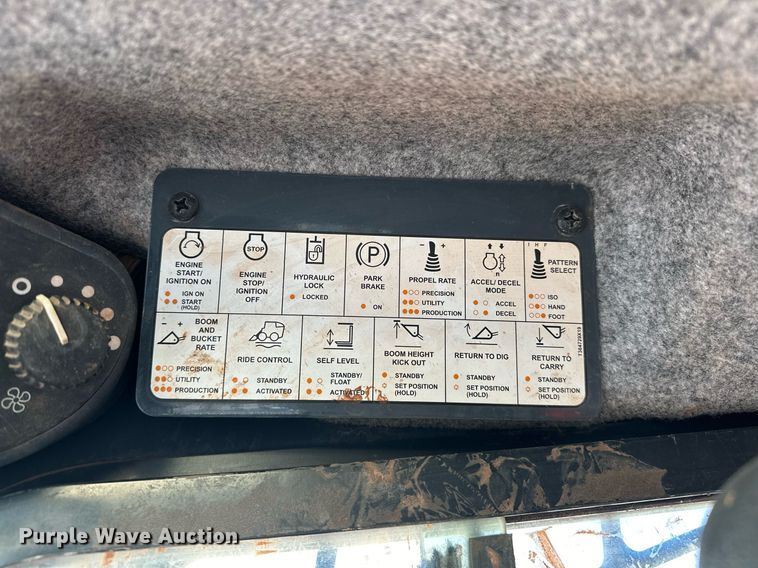 STOP
P
- +
I H F
n
ENGINE
START/
IGNITION ON
IGN ON
START
(HOLD)
ENGINE
STOP/
IGNITION
OFF
HYDRAULIC
LOCK
LOCKED
PARK
BRAKE
ON
PROPEL RATE
PRECISION
UTILITY
PRODUCTION
ACCEL/ DECEL
MODE
ACCEL
DECEL
PATTERN
SELECT
ISO
HAND
FOOT
- +
BOOM
AND
BUCKET
RATE
PRECISION
UTILITY
PRODUCTION
RIDE CONTROL
STANDBY
ACTIVATED
SELF LEVEL
STANDBY/
FLOAT
ACTIVATED
BOOM HEIGHT
KICK OUT
STANDBY
SET POSITION
(HOLD)
RETURN TO DIG
STANDBY
SET POSITION
(HOLD)
RETURN TO
CARRY
STANDBY
SET POSITION
(HOLD)
Purple Wave Auction